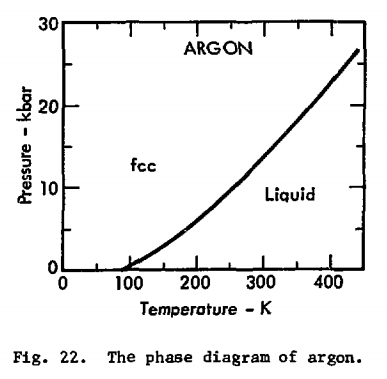 ARGON
30
20
10
0
Pressure - kbar
fcc
Liquid
0 100 200 300 400
Temperature - K
Fig. 22. The phase diagram of argon.